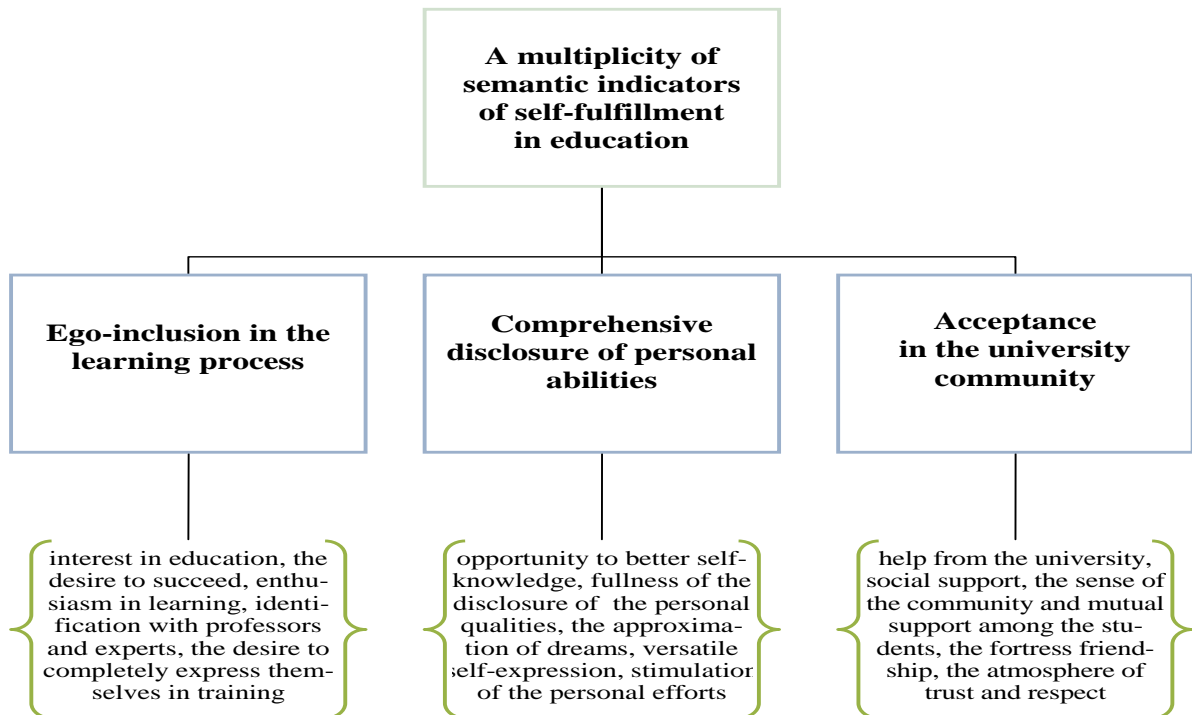 A multiplicity of
semantic indicators
of self-fulfillment
in education
Ego-inclusion in the
learning process
Comprehensive
disclosure of personal
abilities
Acceptance
in the university
community
interest in education, the
desire to succeed, enthu-
siasm in learning, identi-
fication with professors
and experts, the desire to
completely express them-
selves in training
opportunity to better self-
knowledge, fullness of the
disclosure of the personal
qualities, the approxima-
tion of dreams, versatile
self-expression, stimulation
of the personal efforts
help from the university,
social support, the sense of
the community and mutual
support among the stu-
dents, the fortress friend-
ship, the atmosphere of
trust and respect